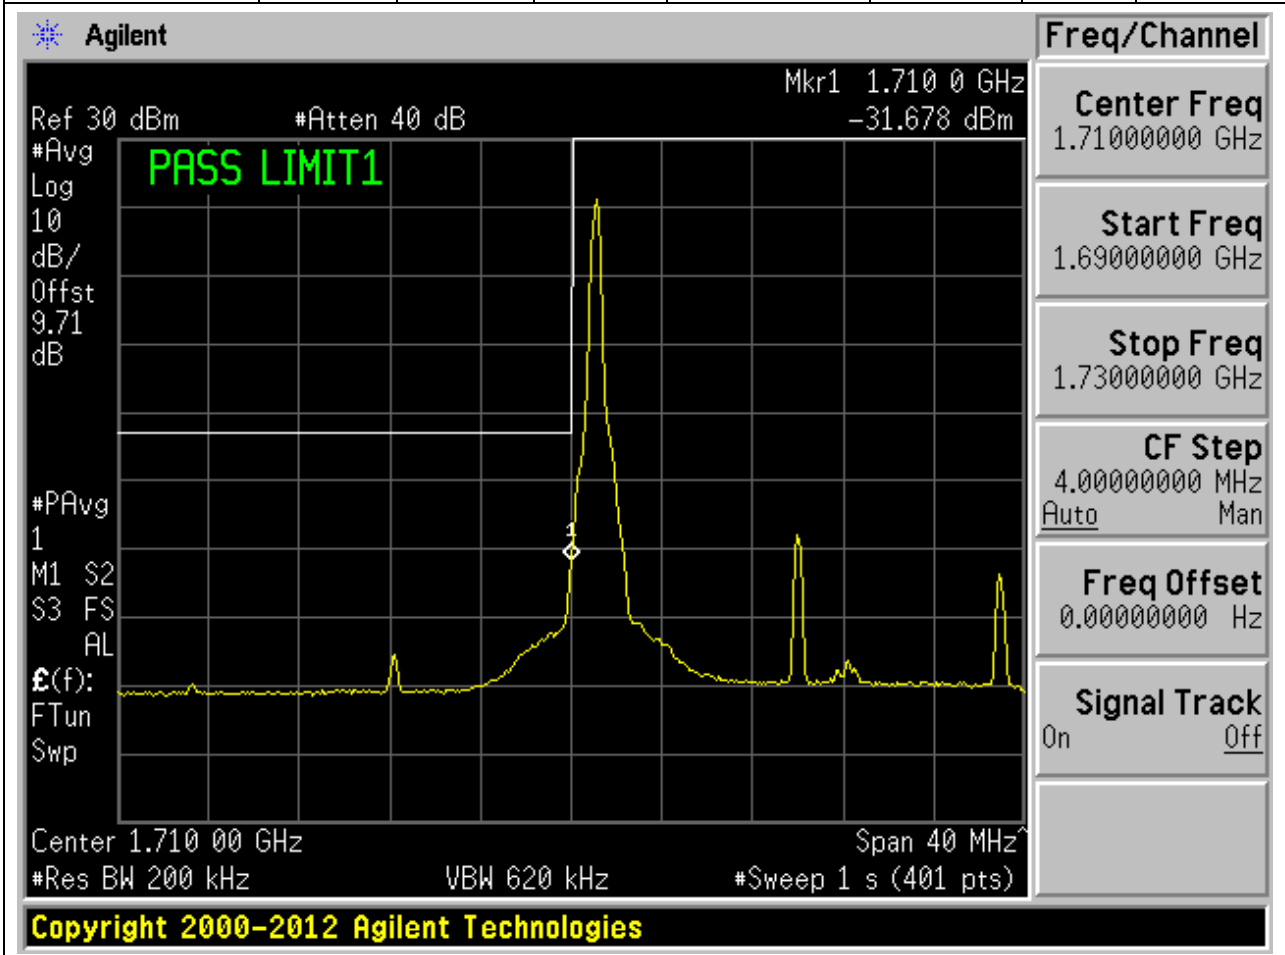 Agilent
Freq/Channel
Mkr1 1.710 0 GHz
Ref 30 dBm #Atten 40 dB -31.678 dBm
#Avg
Log
10
dB/
Offst
9.71
dB
PASS LIMIT1
#PAvg
1
M1 S2
S3 FS
AL
£(f):
FTun
Swp
1
Center 1.710 00 GHz Span 40 MHz^
#Res BW 200 kHz VBW 620 kHz #Sweep 1 s (401 pts)
Center Freq
1.71000000 GHz
Start Freq
1.69000000 GHz
Stop Freq
1.73000000 GHz
CF Step
4.00000000 MHz
Auto Man
Freq Offset
0.00000000 Hz
Signal Track
On Off
Copyright 2000-2012 Agilent Technologies